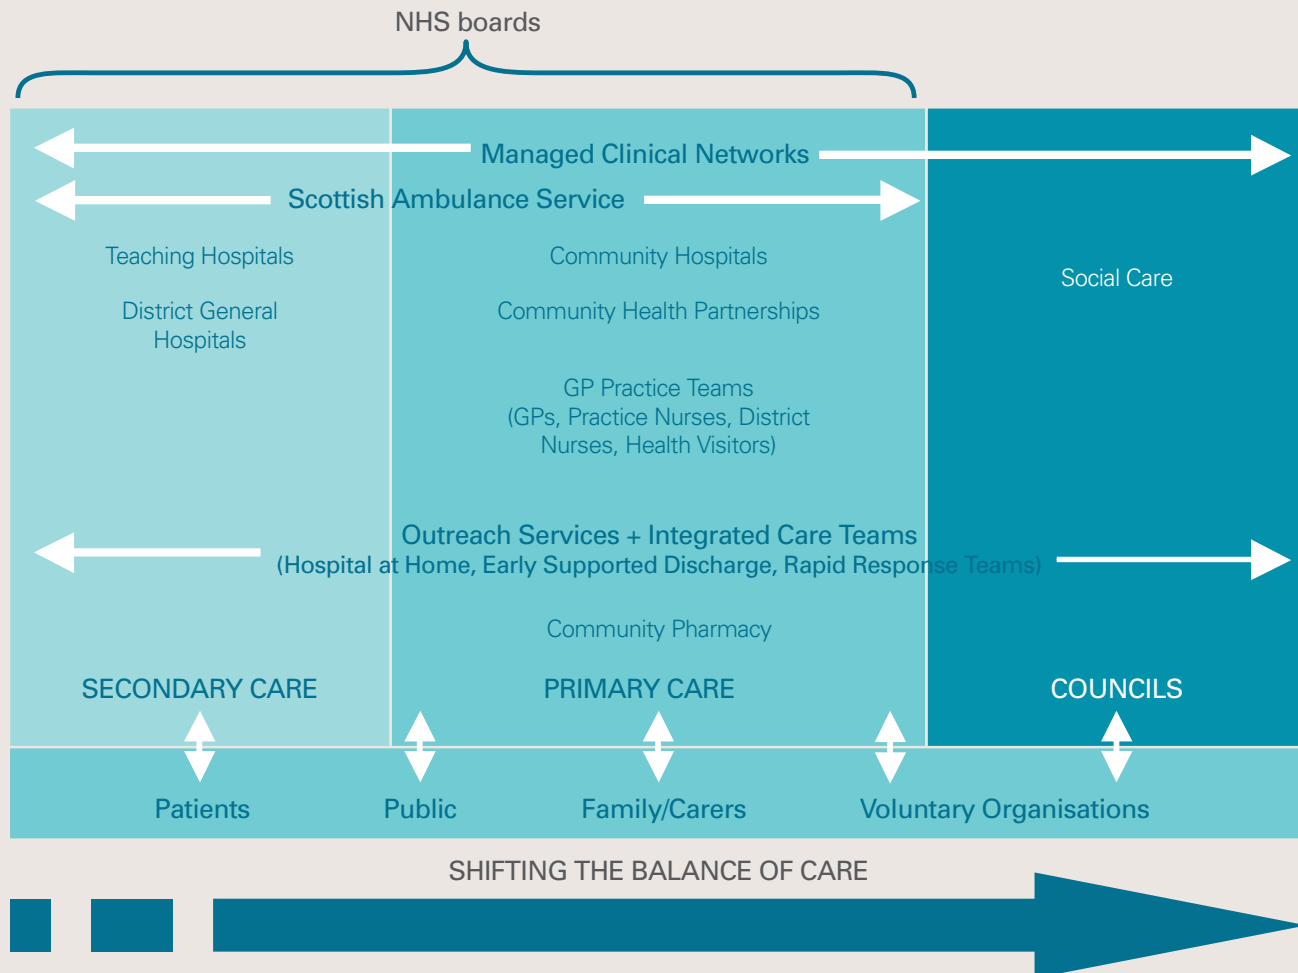 NHS boards
Managed Clinical Networks
Scottish Ambulance Service
Teaching Hospitals
District General
Hospitals
Community Hospitals
Community Health Partnerships
GP Practice Teams
(GPs, Practice Nurses, District
Nurses, Health Visitors)
Social Care
Outreach Services + Integrated Care Teams
(Hospital at Home, Early Supported Discharge, Rapid Response Teams)
Community Pharmacy
SECONDARY CARE
PRIMARY CARE
COUNCILS
Patients
Public
Family/Carers
Voluntary Organisations
SHIFTING THE BALANCE OF CARE